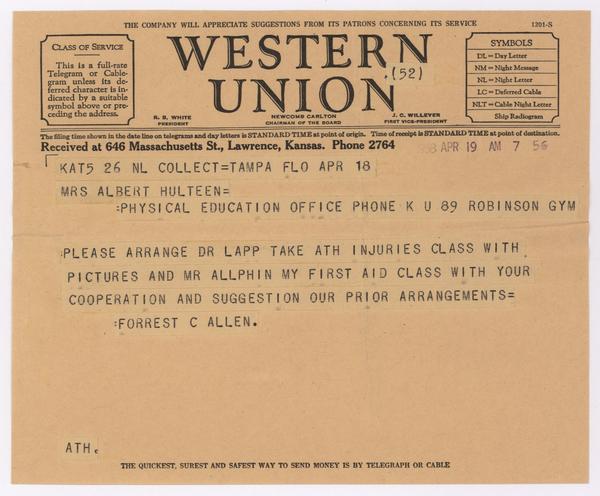 THE COMPANY WILL APPRECIATE SUGGESTIONS FROM ITS PATRONS CONCERNING ITS SERVICE
1201-S
CLASS OF SERVICE
This is a full-rate
Telegram or Cable-
gram unless its de-
ferred character is in-
dicated by a suitable
symbol above or pre-
ceding the address.
WESTERN
UNION
(52)
R. B. WHITE
PRESIDENT
NEWCOMB CARLTON
CHAIRMAN OF THE BOARD
J. C. WILLEVER
FIRST VICE-PRESIDENT
SYMBOLS
DL = Day Letter
NM = Night Message
NL = Night Letter
LC = Deferred Cable
NLT = Cable Night Letter
Ship Radiogram
The filing time shown in the date line on telegrams and day letters is STANDARD TIME at point of origin. Time of receipt is STANDARD TIME at point of destination.
Received at 646 Massachusetts St., Lawrence, Kansas. Phone 2764
APR 19 AM 7 56
KAT5 26 NL COLLECT=TAMPA FLO APR 18
MRS ALBERT HULTEEN=
:PHYSICAL EDUCATION OFFICE PHONE K U 89 ROBINSON GYM
:PLEASE ARRANGE DR LAPP TAKE ATH INJURIES CLASS WITH
PICTURES AND MR ALLPHIN MY FIRST AID CLASS WITH YOUR
COOPERATION AND SUGGESTION OUR PRIOR ARRANGEMENTS=
:FORREST C ALLEN.
ATH.
THE QUICKEST, SUREST AND SAFEST WAY TO SEND MONEY IS BY TELEGRAPH OR CABLE